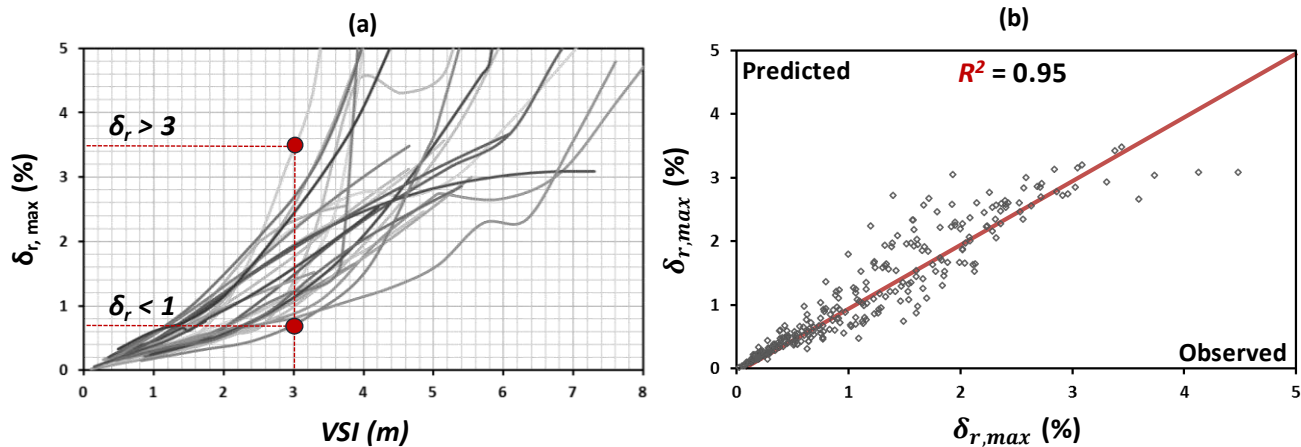 (a)
5
4
3
2
1
0
δr, max (%)
δr > 3
δr < 1
0 1 2 3 4 5 6 7 8
VSI (m)
(b)
5
4
3
2
1
0
δr,max (%)
Predicted
R² = 0.95
Observed
0 1 2 3 4 5
δr,max (%)